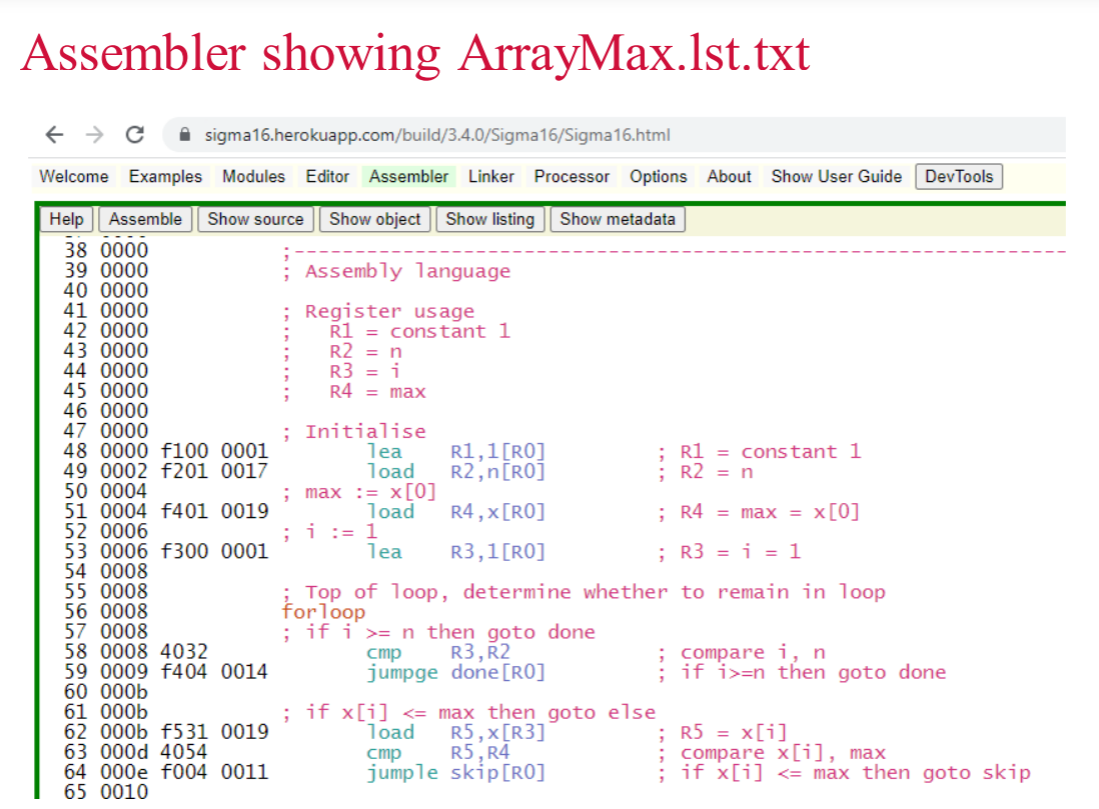 Assembler showing ArrayMax.lst.txt
sigma16.herokuapp.com/build/3.4.0/Sigma16/Sigma16.html
Welcome Examples Modules Editor Assembler Linker Processor Options About Show User Guide DevTools
Help Assemble Show source Show object Show listing Show metadata
38 0000 ;-----------------------------------------------------------------
39 0000 ; Assembly language
40 0000
41 0000 ; Register usage
42 0000 ;   R1 = constant 1
43 0000 ;   R2 = n
44 0000 ;   R3 = i
45 0000 ;   R4 = max
46 0000
47 0000 ; Initialise
48 0000 f100 0001 lea R1,1[R0] ; R1 = constant 1
49 0002 f201 0017 load R2,n[R0] ; R2 = n
50 0004 ; max := x[0]
51 0004 f401 0019 load R4,x[R0] ; R4 = max = x[0]
52 0006 ; i := 1
53 0006 f300 0001 lea R3,1[R0] ; R3 = i = 1
54 0008
55 0008 ; Top of loop, determine whether to remain in loop
56 0008 forloop
57 0008 ; if i >= n then goto done
58 0008 4032 cmp R3,R2 ; compare i, n
59 0009 f404 0014 jumpge done[R0] ; if i>=n then goto done
60 000b
61 000b ; if x[i] <= max then goto else
62 000b f531 0019 load R5,x[R3] ; R5 = x[i]
63 000d 4054 cmp R5,R4 ; compare x[i], max
64 000e f004 0011 jumple skip[R0] ; if x[i] <= max then goto skip
65 0010